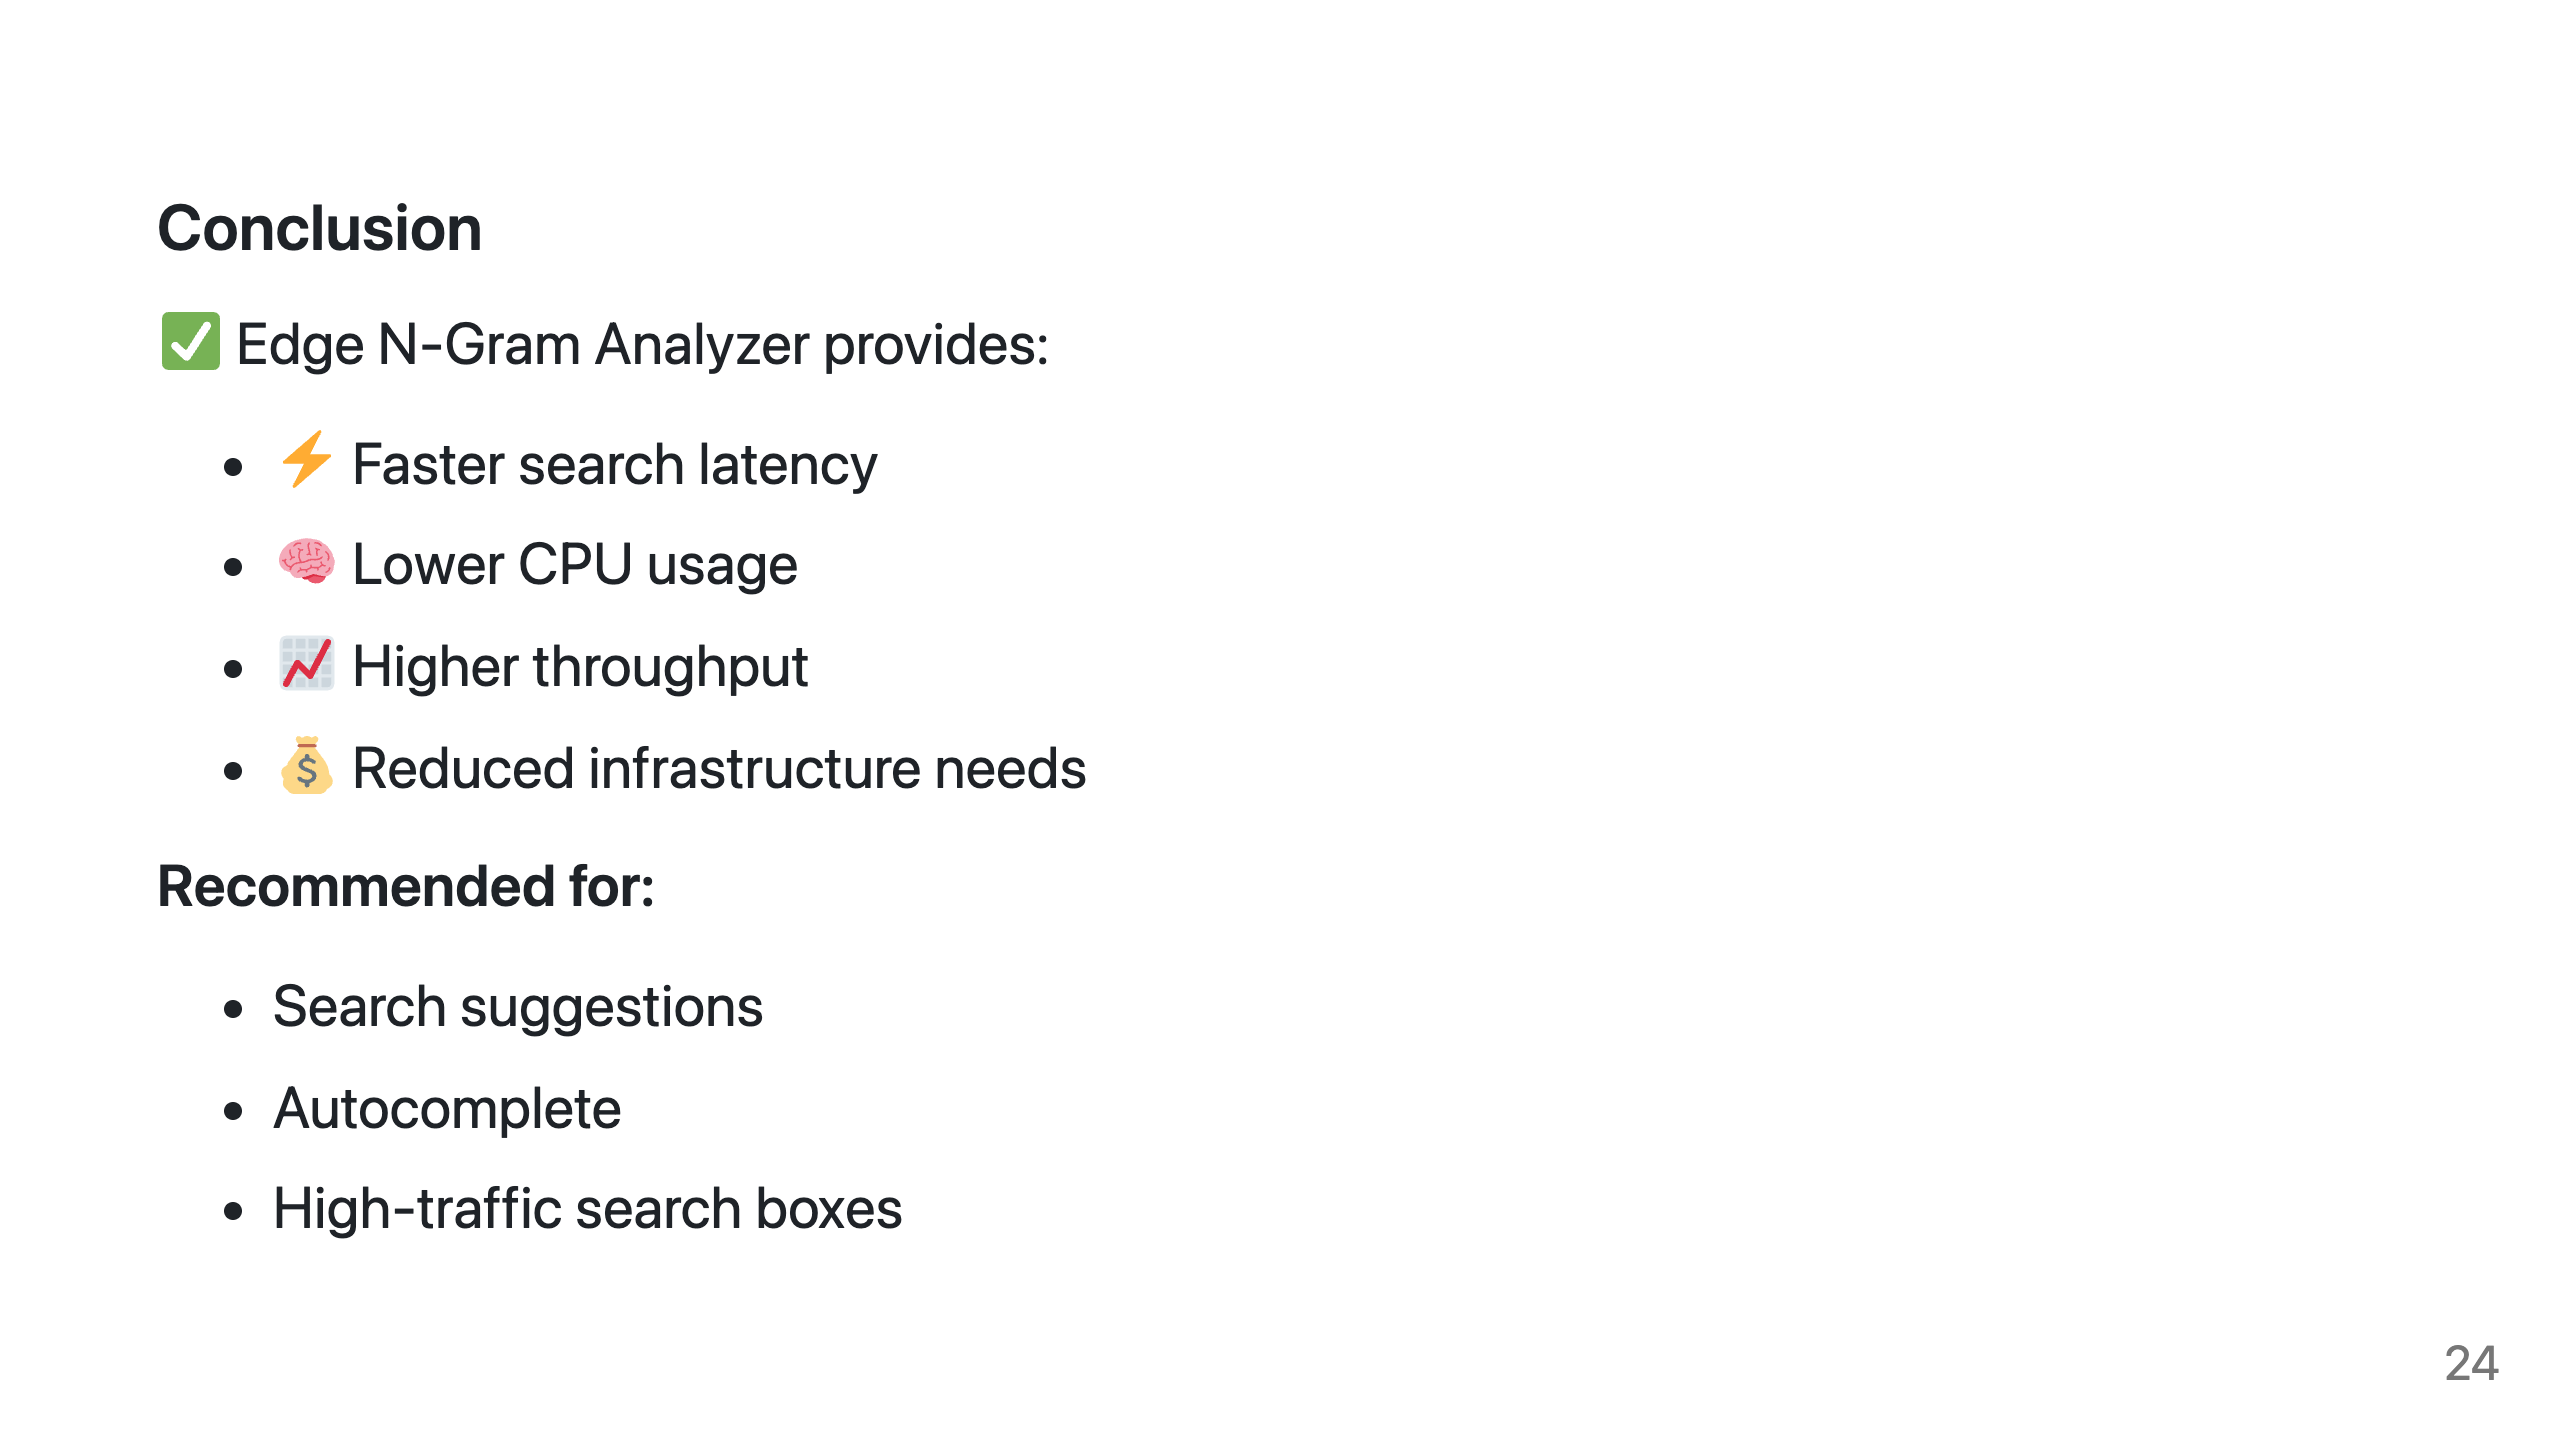 Conclusion
✅ Edge N-Gram Analyzer provides:
• ⚡ Faster search latency
• 🧠 Lower CPU usage
• 📈 Higher throughput
• 💰 Reduced infrastructure needs
Recommended for:
• Search suggestions
• Autocomplete
• High-traffic search boxes
24